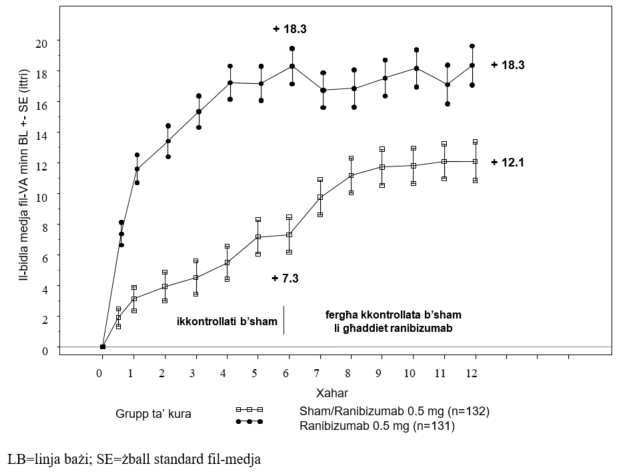 + 18.3
20
18
16
14
12
10
8
6
4
2
0
+ 18.3
+ 12.1
+ 7.3
Il-bidla medja fil-VA minn BL +- SE (ittri)
ikkontrollati b'sham
fergħa kkontrollata b'sham
li għaddiet ranibizumab
0 1 2 3 4 5 6 7 8 9 10 11 12
Xahar
Grupp ta' kura
Sham/Ranibizumab 0.5 mg (n=132)
Ranibizumab 0.5 mg (n=131)
LB=linja bażi; SE=żball standard fil-medja